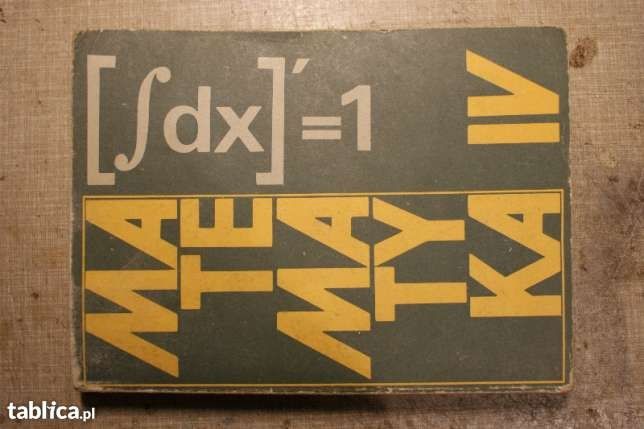 [∫dx]′=1
MA
TE
MA
TY
KA IV
tablica.pl